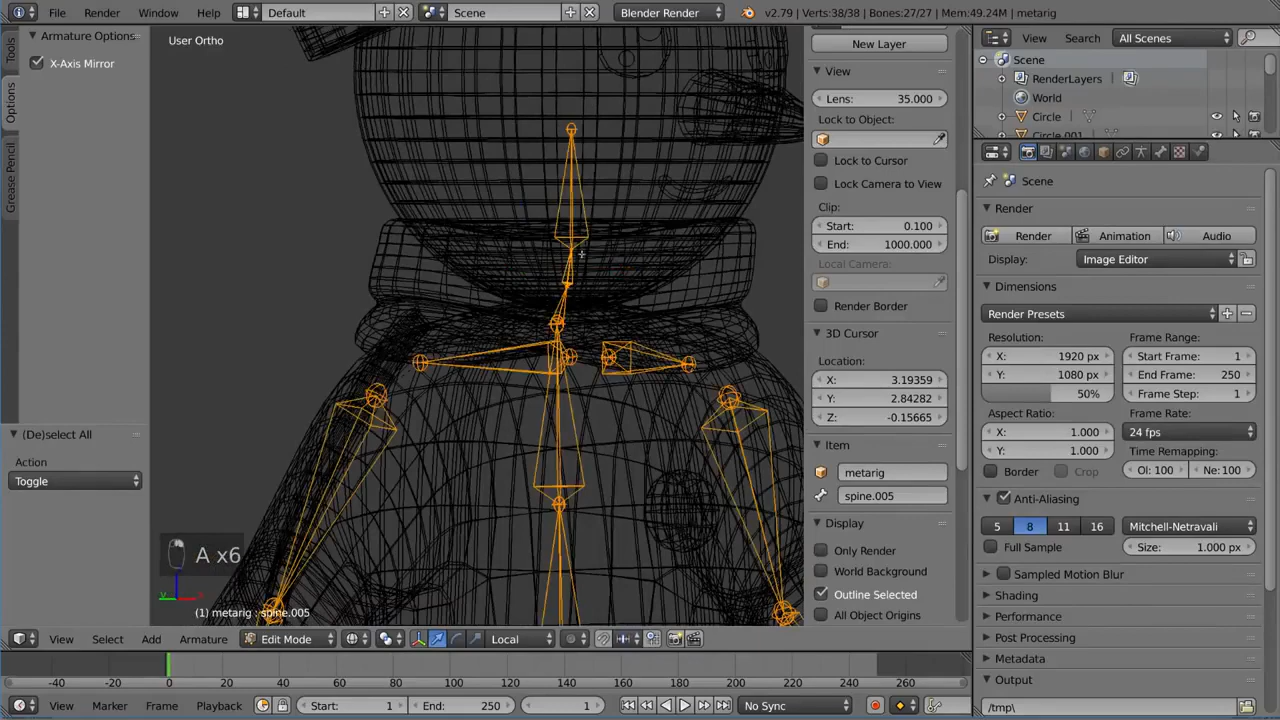 File Render Window Help Default Scene Blender Render v2.79 | Verts:38/38 | Bones:27/27 | Mem:49.24M | metarig
Tools
Options
Grease Pencil
Armature Options
X-Axis Mirror
(De)select All
Action
Toggle
User Ortho
A x6
y x
(1) metarig : spine.005
View Select Add Armature Edit Mode Local
New Layer
View
Lens: 35.000
Lock to Object:
Lock to Cursor
Lock Camera to View
Clip:
Start: 0.100
End: 1000.000
Local Camera:
Render Border
3D Cursor
Location:
X: 3.19359
Y: 2.84282
Z: -0.15665
Item
metarig
spine.005
Display
Only Render
World Background
Outline Selected
All Object Origins
View Search All Scenes
Scene
RenderLayers
World
Circle
Circle.001
Scene
Render
Render Animation Audio
Display: Image Editor
Dimensions
Render Presets
Resolution: Frame Range:
X: 1920 px Start Frame: 1
Y: 1080 px End Frame: 250
50% Frame Step: 1
Aspect Ratio: Frame Rate:
X: 1.000 24 fps
Y: 1.000 Time Remapping:
Border Crop Ol: 100 Ne: 100
Anti-Aliasing
5 8 11 16 Mitchell-Netravali
Full Sample Size: 1.000 px
Sampled Motion Blur
Shading
Performance
Post Processing
Metadata
Output
/tmp\
-40 -20 0 20 40 60 80 100 120 140 160 180 200 220 240 260
View Marker Frame Playback Start: 1 End: 250 1 No Sync